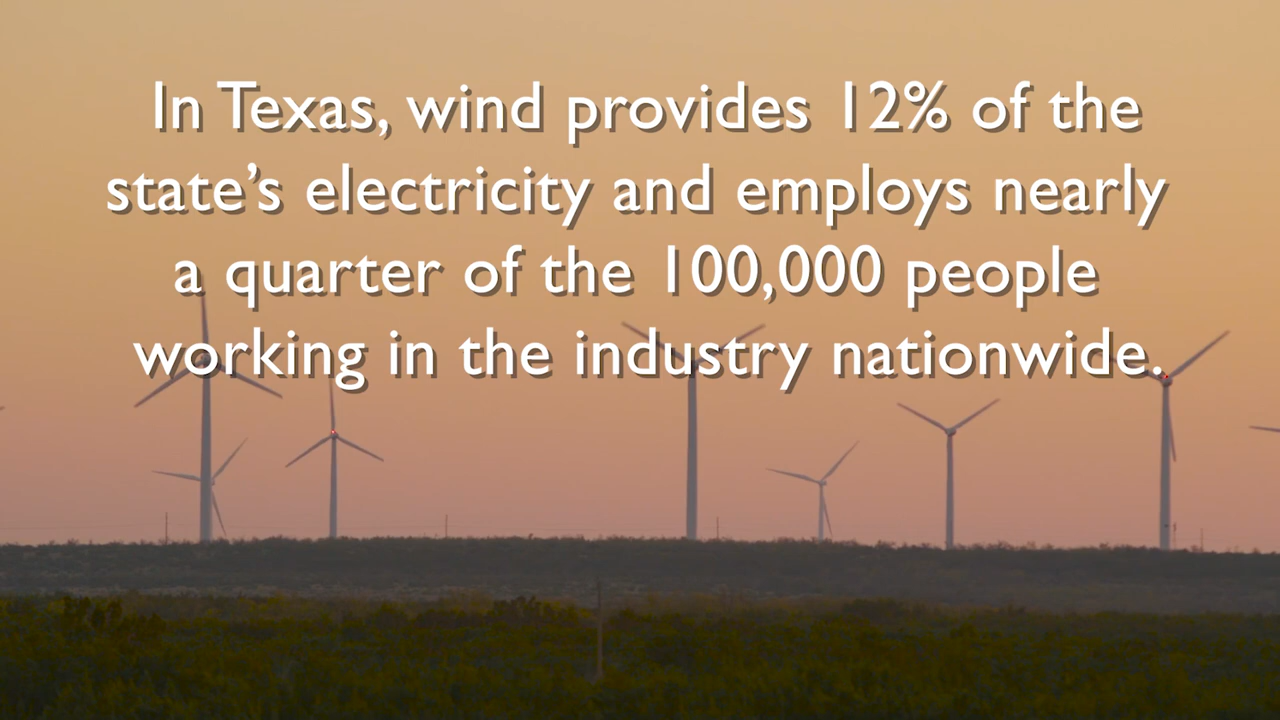 In Texas, wind provides 12% of the
state’s electricity and employs nearly
a quarter of the 100,000 people
working in the industry nationwide.